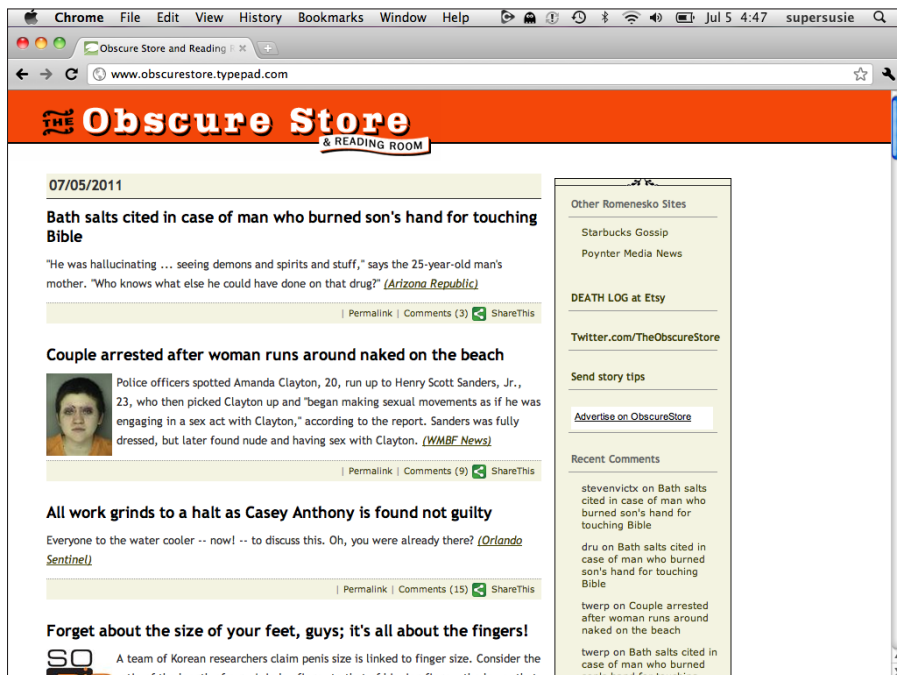 Chrome File Edit View History Bookmarks Window Help Jul 5 4:47 supersusie
Obscure Store and Reading R
www.obscurestore.typepad.com
THE Obscure Store
& READING ROOM
07/05/2011
Bath salts cited in case of man who burned son's hand for touching
Bible
"He was hallucinating ... seeing demons and spirits and stuff," says the 25-year-old man's
mother. "Who knows what else he could have done on that drug?" (Arizona Republic)
| Permalink | Comments (3) ShareThis
Couple arrested after woman runs around naked on the beach
Police officers spotted Amanda Clayton, 20, run up to Henry Scott Sanders, Jr.,
23, who then picked Clayton up and "began making sexual movements as if he was
engaging in a sex act with Clayton," according to the report. Sanders was fully
dressed, but later found nude and having sex with Clayton. (WMBF News)
| Permalink | Comments (9) ShareThis
All work grinds to a halt as Casey Anthony is found not guilty
Everyone to the water cooler -- now! -- to discuss this. Oh, you were already there? (Orlando
Sentinel)
| Permalink | Comments (15) ShareThis
Forget about the size of your feet, guys; it's all about the fingers!
SO
A team of Korean researchers claim penis size is linked to finger size. Consider the
Other Romenesko Sites
Starbucks Gossip
Poynter Media News
DEATH LOG at Etsy
Twitter.com/TheObscureStore
Send story tips
Advertise on ObscureStore
Recent Comments
stevenvictx on Bath salts
cited in case of man who
burned son's hand for
touching Bible
dru on Bath salts cited in
case of man who burned
son's hand for touching
Bible
twerp on Couple arrested
after woman runs around
naked on the beach
twerp on Bath salts cited in
case of man who burned